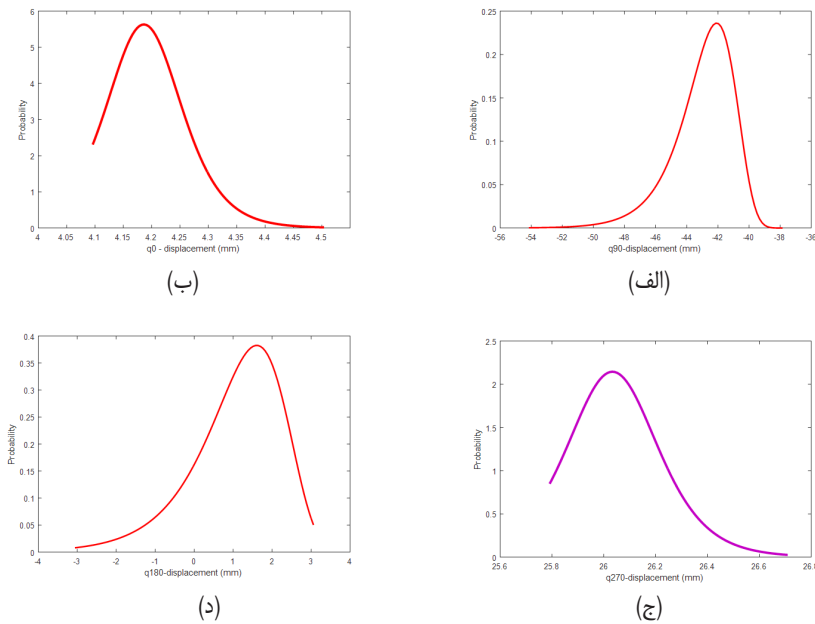 6
5
4
3
2
1
0
4 4.05 4.1 4.15 4.2 4.25 4.3 4.35 4.4 4.45 4.5
Probability
q0 - displacement (mm)
(ب)
0.25
0.2
0.15
0.1
0.05
0
-56 -54 -52 -50 -48 -46 -44 -42 -40 -38 -36
Probability
q90-displacement (mm)
(الف)
0.4
0.35
0.3
0.25
0.2
0.15
0.1
0.05
0
-4 -3 -2 -1 0 1 2 3 4
Probability
q180-displacement (mm)
(د)
2.5
2
1.5
1
0.5
0
25.6 25.8 26 26.2 26.4 26.6 26.8
Probability
q270-displacement (mm)
(ج)